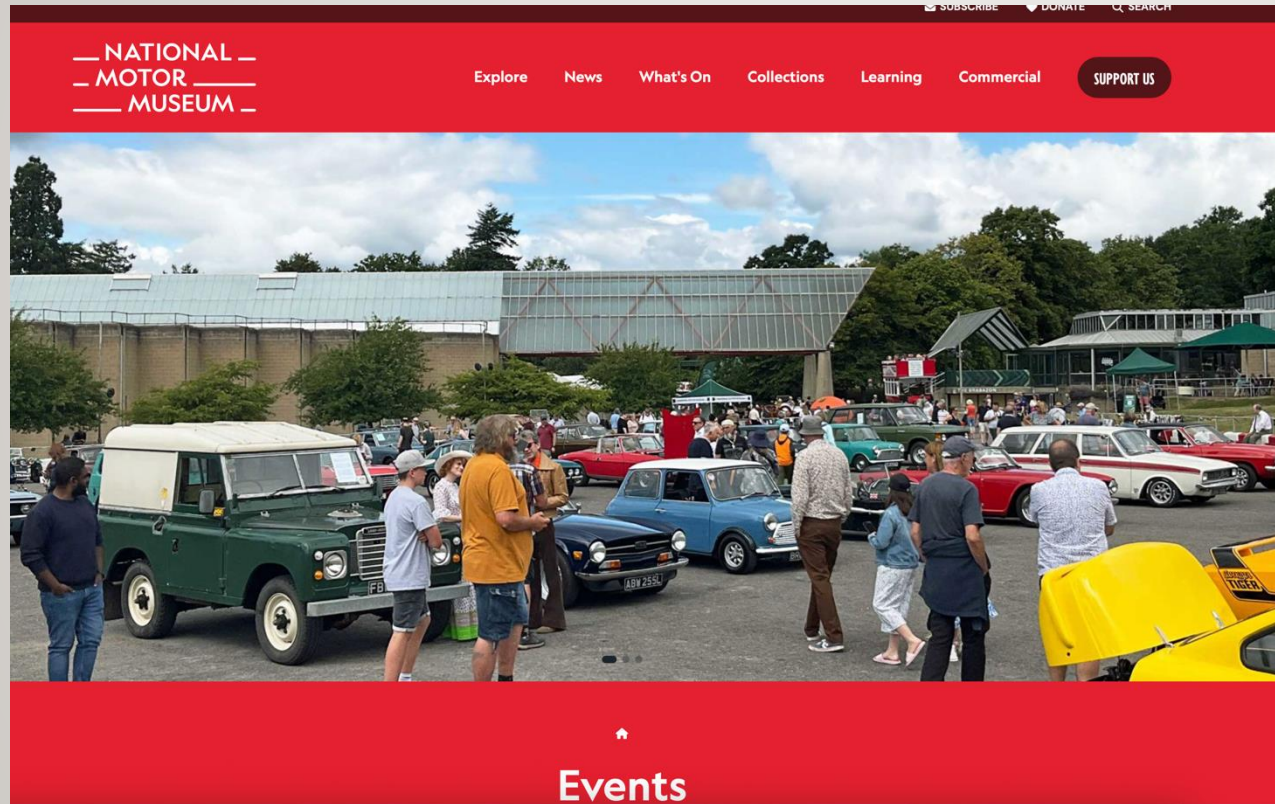 SUBSCRIBE DONATE SEARCH
NATIONAL
MOTOR
MUSEUM
Explore News What's On Collections Learning Commercial SUPPORT US
ABW 255L
TIGER
Events